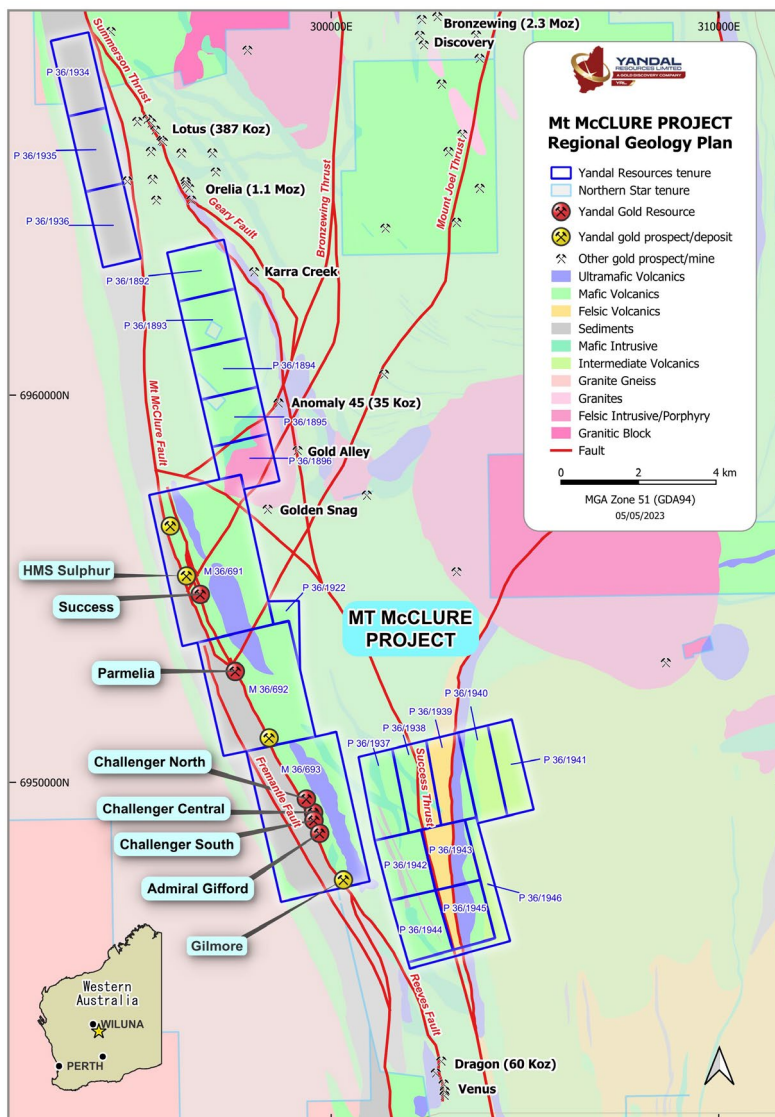 300000E
310000E
Bronzewing (2.3 Moz)
Discovery
Summerson Thrust
P 36/1934
Lotus (387 Koz)
P 36/1935
Orelia (1.1 Moz)
Geary Fault
Bronzewing Thrust
Mount Joel Thrust
P 36/1936
Karra Creek
P 36/1892
P 36/1893
P 36/1894
6960000N
Mt McClure Fault
Anomaly 45 (35 Koz)
P 36/1895
Gold Alley
P 36/1896
Golden Snag
YANDAL
RESOURCES LIMITED
A GOLD DISCOVERY COMPANY
YRL
Mt McCLURE PROJECT
Regional Geology Plan
Yandal Resources tenure
Northern Star tenure
Yandal Gold Resource
Yandal gold prospect/deposit
Other gold prospect/mine
Ultramafic Volcanics
Mafic Volcanics
Felsic Volcanics
Sediments
Mafic Intrusive
Intermediate Volcanics
Granite Gneiss
Granites
Felsic Intrusive/Porphyry
Granitic Block
Fault
0 2 4 km
MGA Zone 51 (GDA94)
05/05/2023
HMS Sulphur
M 36/691
Success
P 36/1922
MT McCLURE
PROJECT
Parmelia
M 36/692
P 36/1940
P 36/1939
P 36/1938
P 36/1937
Challenger North
M 36/693
P 36/1941
6950000N
Fremantle Fault
Success Thrust
Challenger Central
Challenger South
P 36/1942
P 36/1943
Admiral Gifford
P 36/1946
P 36/1945
P 36/1944
Gilmore
Reeves Fault
Western
Australia
WILUNA
PERTH
Dragon (60 Koz)
Venus